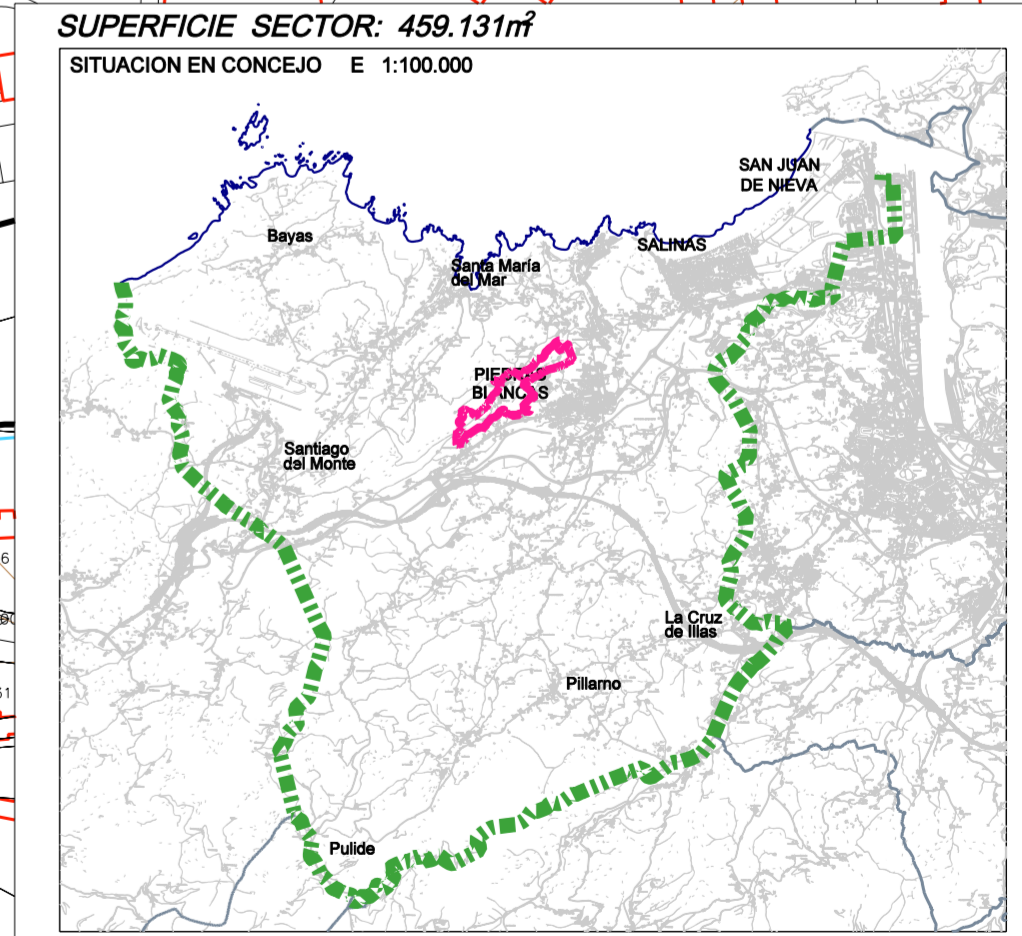 SUPERFICIE SECTOR: 459.131m²
SITUACION EN CONCEJO E 1:100.000
SAN JUAN
DE NIEVA
Bayas
SALINAS
Santa María
del Mar
PIEDRAS
BLANCAS
Santiago
del Monte
La Cruz
de Illas
Pillarno
Pulide